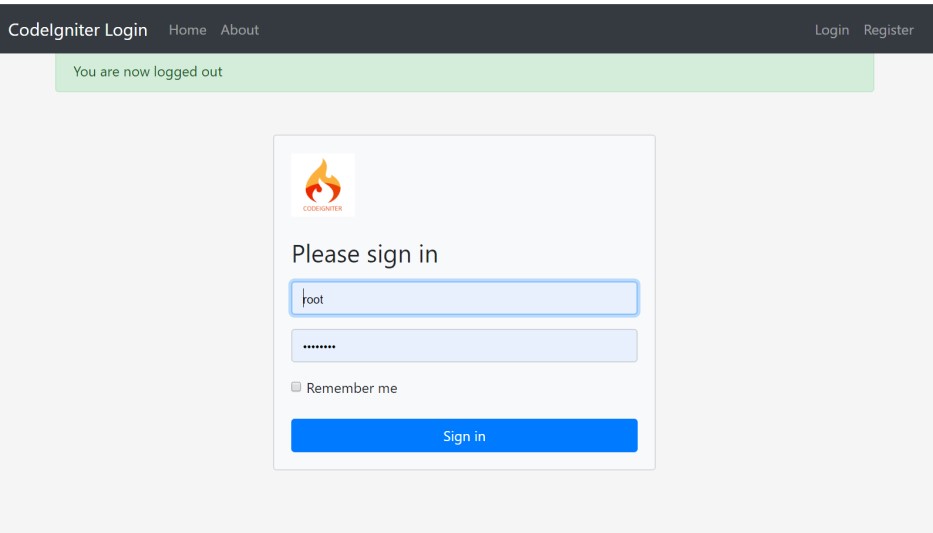 CodeIgniter Login Home About Login Register
You are now logged out
CODEIGNITER
Please sign in
root
••••••••
Remember me
Sign in